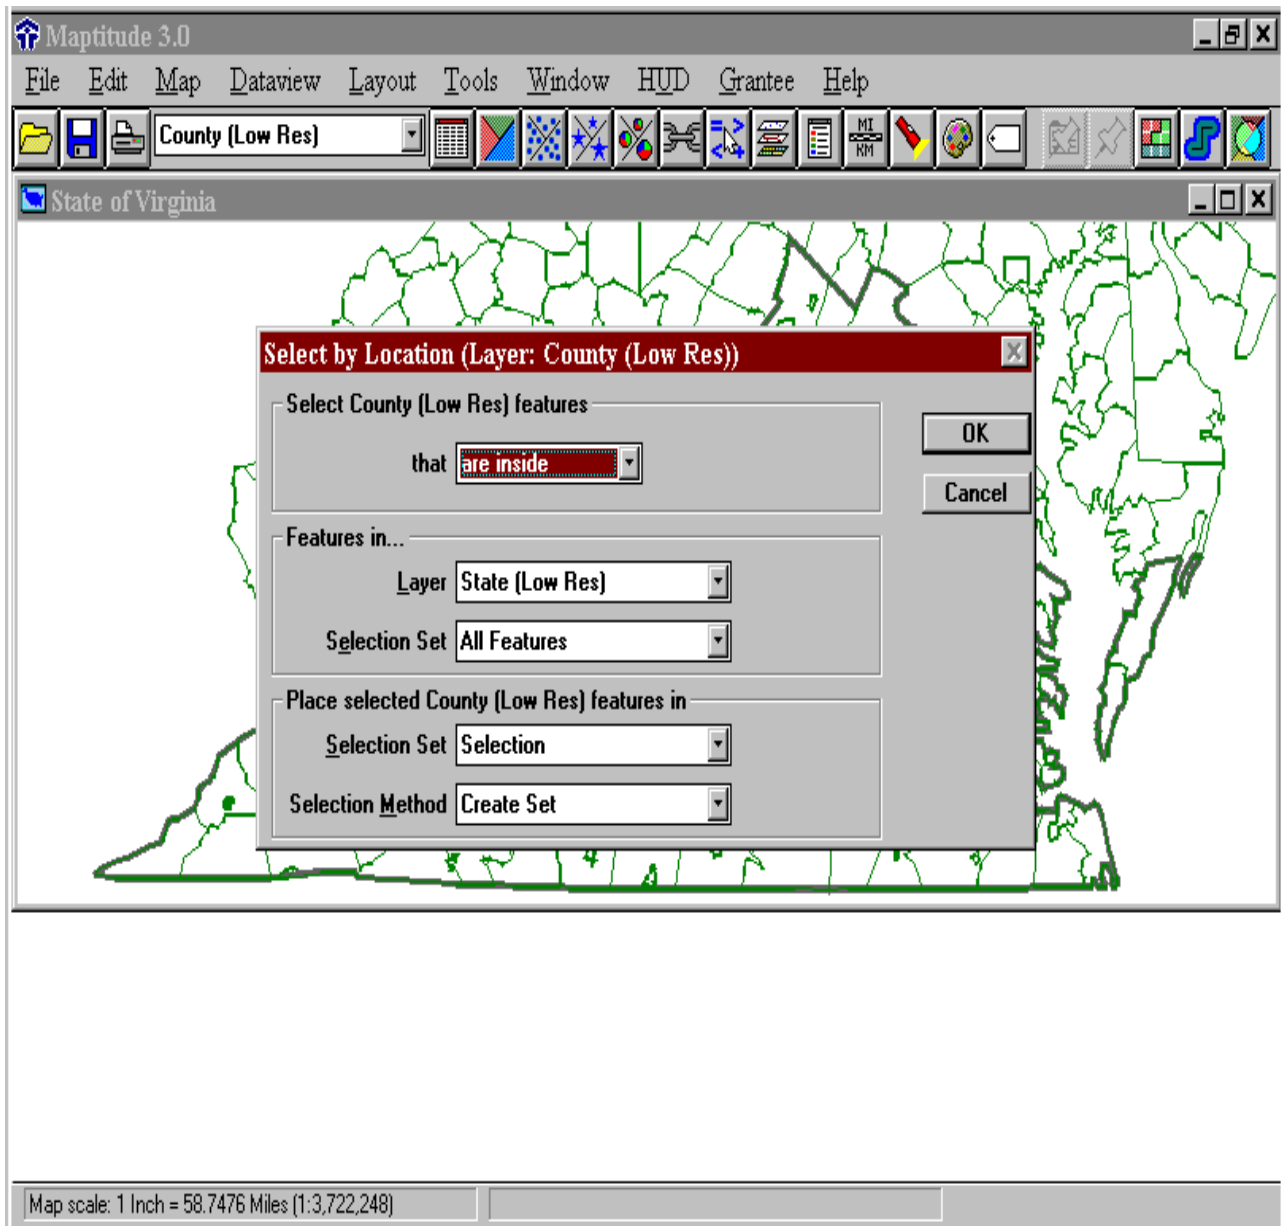 Maptitude 3.0
File Edit Map Dataview Layout Tools Window HUD Grantee Help
County (Low Res)
MI
KM
State of Virginia
Select by Location (Layer: County (Low Res))
Select County (Low Res) features
OK
that are inside
Cancel
Features in...
Layer State (Low Res)
Selection Set All Features
Place selected County (Low Res) features in
Selection Set Selection
Selection Method Create Set
Map scale: 1 Inch = 58.7476 Miles (1:3,722,248)